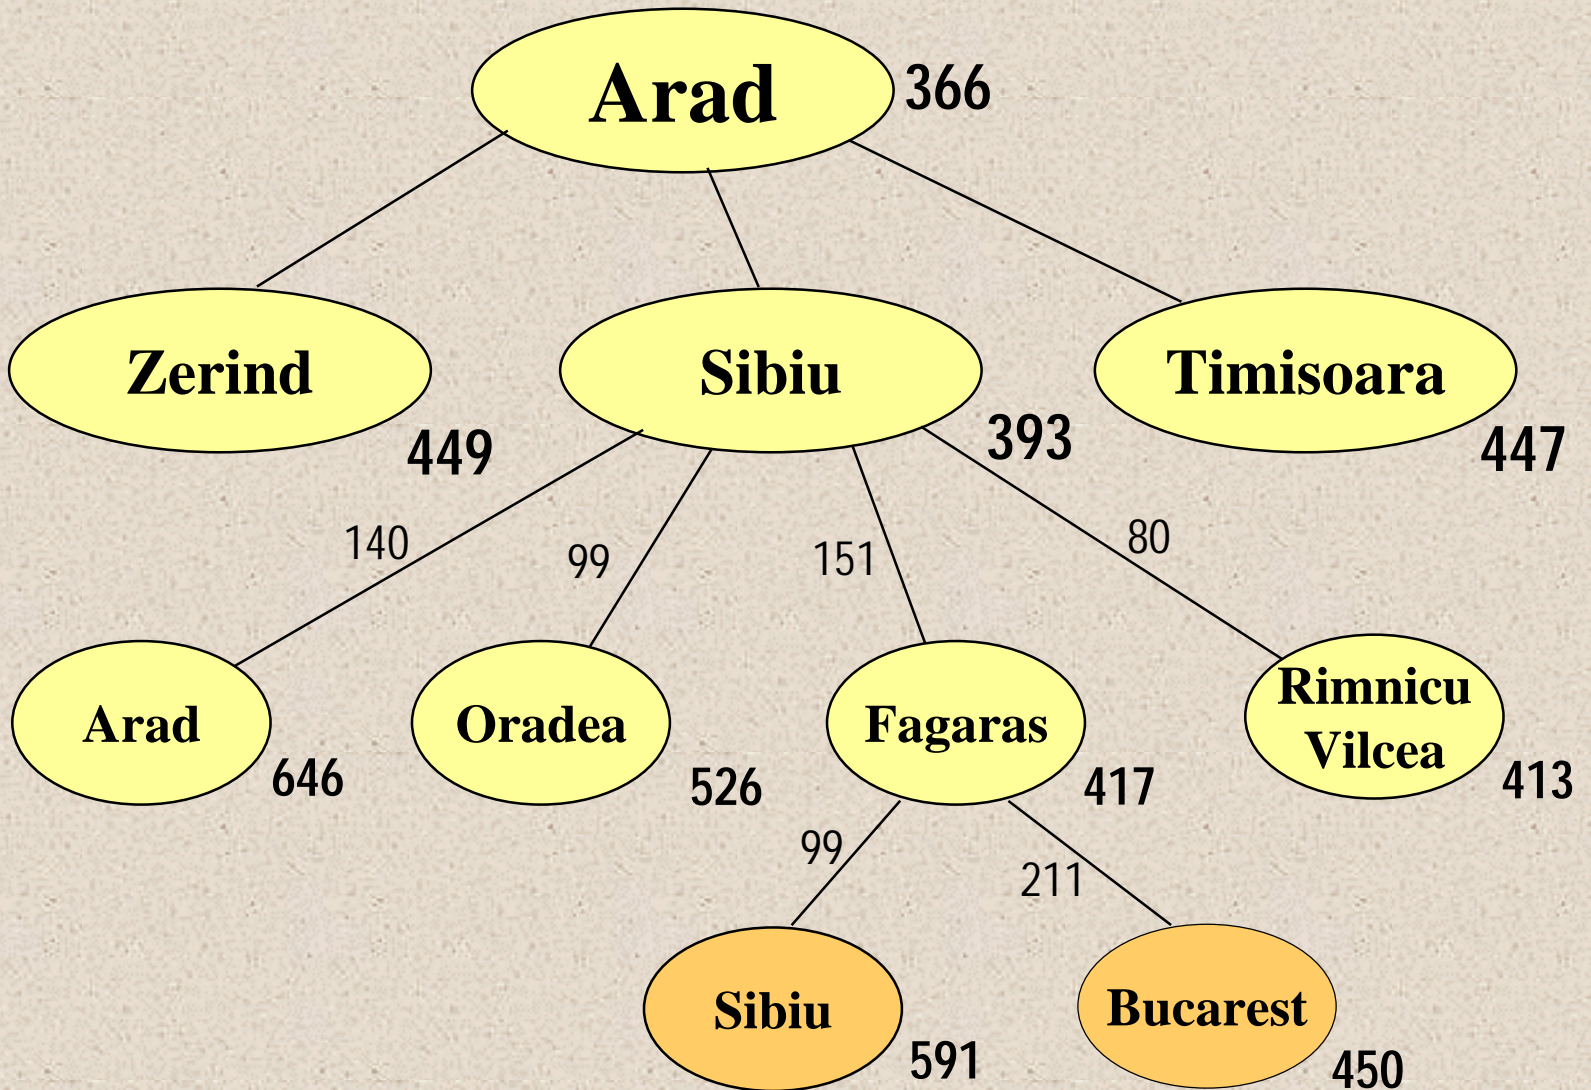 Arad
366
Zerind
449
Sibiu
393
Timisoara
447
140
99
151
80
Arad
646
Oradea
526
Fagaras
417
Rimnicu
Vilcea
413
99
211
Sibiu
591
Bucarest
450